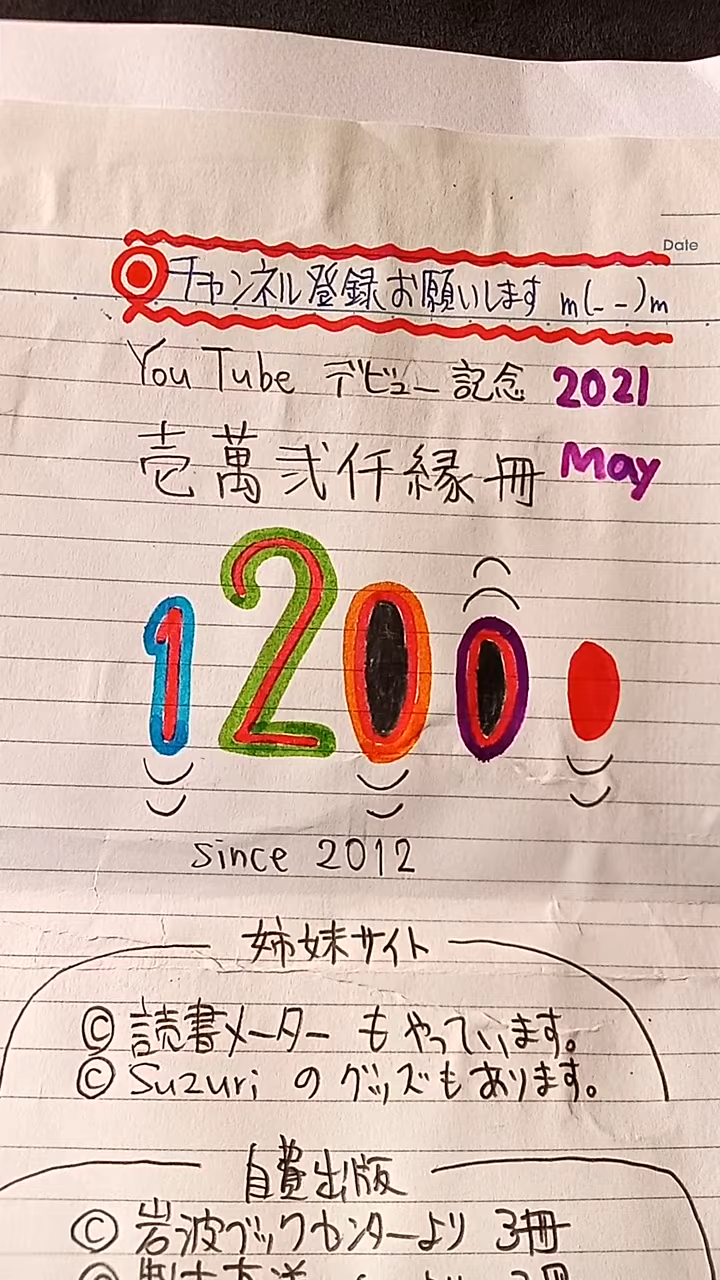 Date
チャンネル登録、お願いします m(- -)m
YouTube デビュー 記念 2021
壱萬弐仟縁冊 May
1200
since 2012
姉妹サイト
© 読書メーター もやっています。
© Suzuri のグッズもあります。
自費出版
© 岩波ブックセンターより 3冊